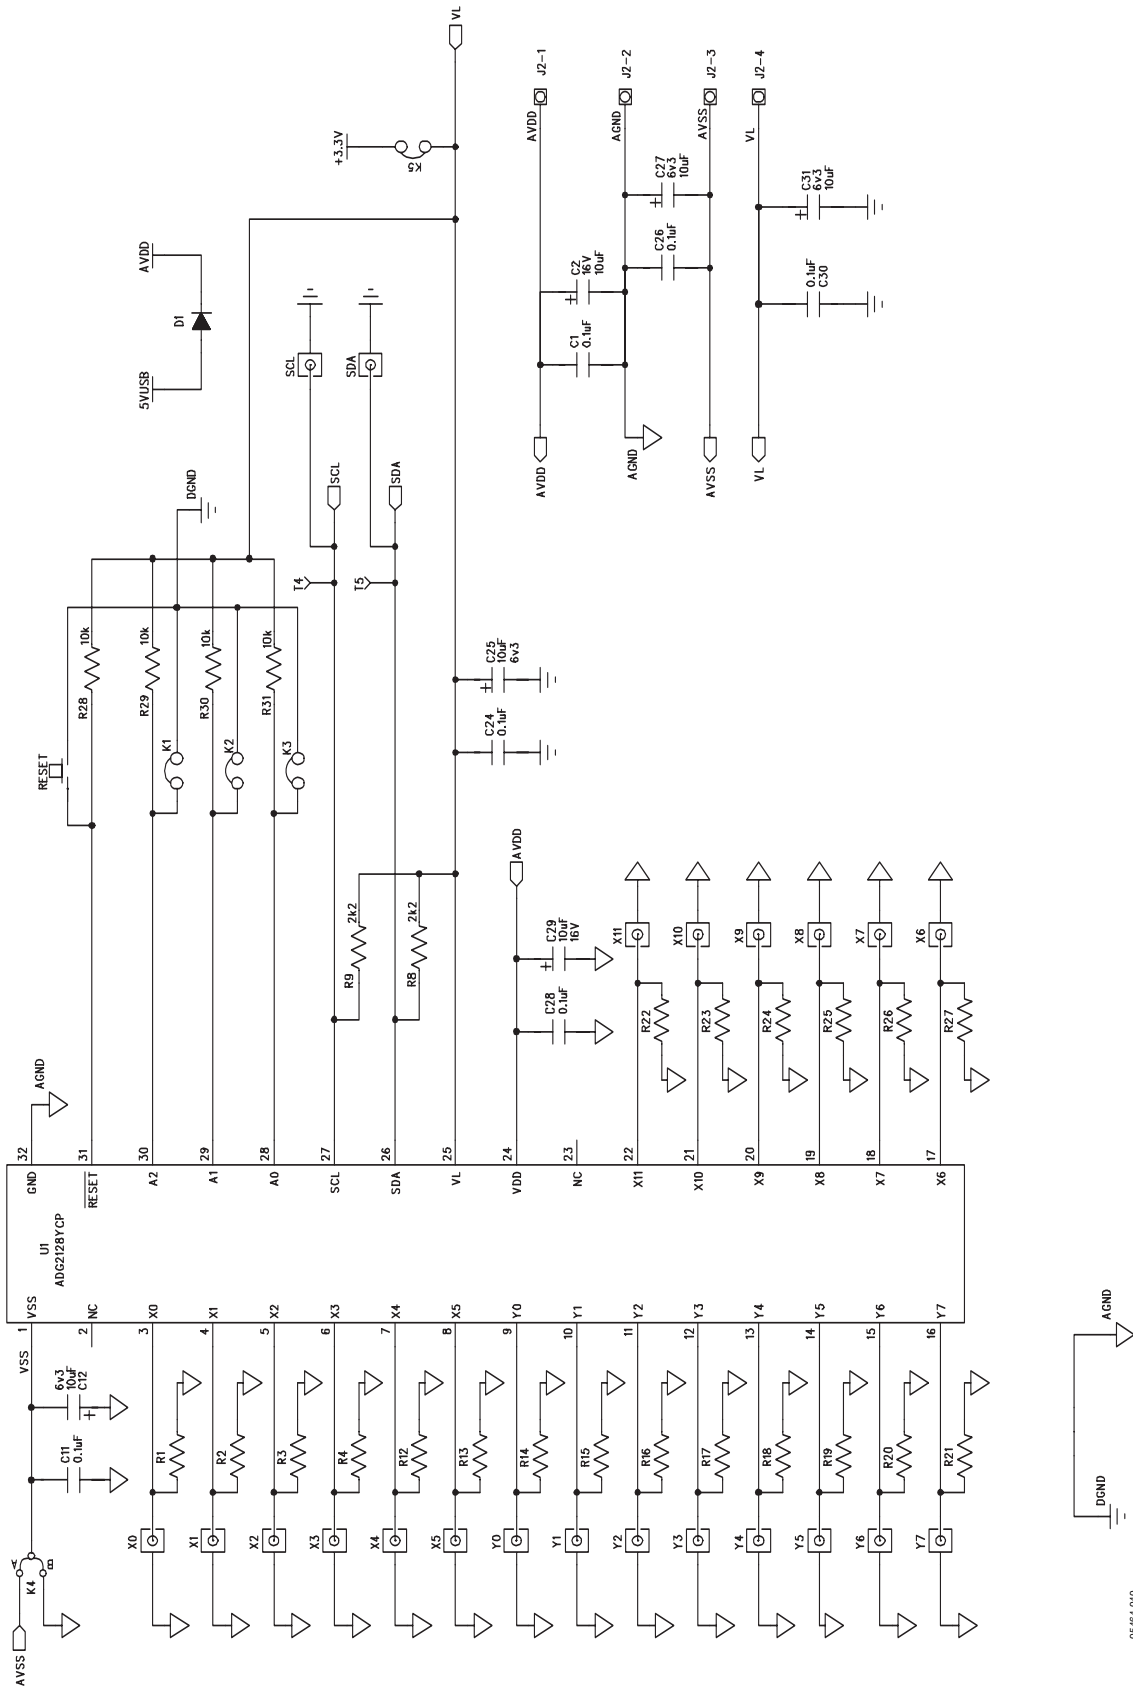 AVSS
A
B
K4
C11
0.1uF
6v3
10uF
C12
VSS
1
2
3
4
5
6
7
8
9
10
11
12
13
14
15
16
VSS
NC
X0
X1
X2
X3
X4
X5
Y0
Y1
Y2
Y3
Y4
Y5
Y6
Y7
X0
R1
X1
R2
X2
R3
X3
R4
X4
R12
X5
R13
Y0
R14
Y1
R15
Y2
R16
Y3
R17
Y4
R18
Y5
R19
Y6
R20
Y7
R21
U1
ADG2128YCP
GND
RESET
A2
A1
A0
SCL
SDA
VL
VDD
NC
X11
X10
X9
X8
X7
X6
32
31
30
29
28
27
26
25
24
23
22
21
20
19
18
17
AGND
RESET
R28
10k
R29
10k
K1
R30
10k
K2
R31
10k
K3
DGND
5VUSB
D1
AVDD
T4
SCL
SCL
T5
SDA
SDA
R9
2k2
R8
2k2
C24
0.1uF
C25
10uF
6v3
+3.3V
K5
VL
C28
0.1uF
C29
10uF
16V
AVDD
R22
X11
R23
X10
R24
X9
R25
X8
R26
X7
R27
X6
AVDD
C1
0.1uF
C2
16V
10uF
AVDD
J2-1
AGND
AGND
J2-2
C26
0.1uF
C27
6v3
10uF
AVSS
AVSS
J2-3
VL
0.1uF
C30
C31
6v3
10uF
VL
J2-4
DGND
AGND